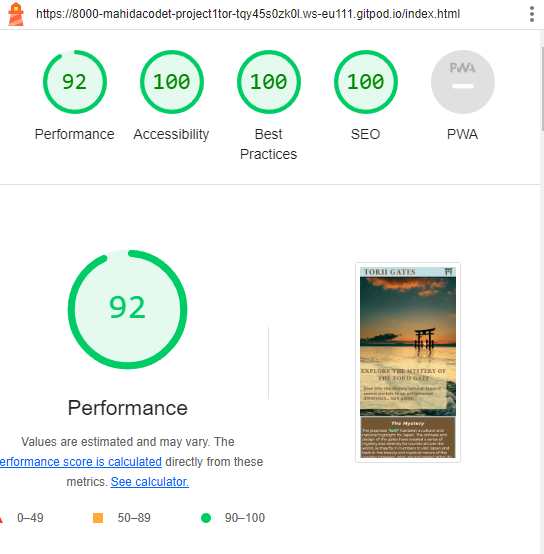 https://8000-mahidacodet-project1tor-tqy45s0zk0l.ws-eu111.gitpod.io/index.html
92 100 100 100 PWA
Performance Accessibility Best Practices SEO PWA
92
TORII GATES
EXPLORE THE MYSTERY OF
THE TORII GATE
The Mystery
Performance
Values are estimated and may vary. The
erformance score is calculated directly from these
metrics. See calculator.
0–49 50–89 90–100